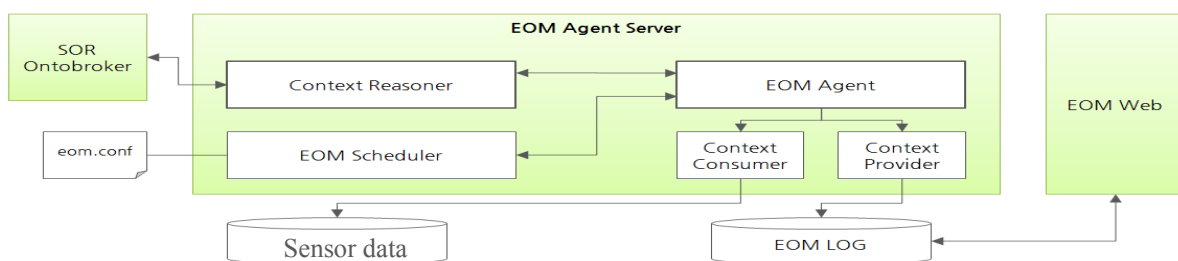 EOM Agent Server
SOR
Ontobroker
Context Reasoner
EOM Agent
EOM Web
eom.conf
EOM Scheduler
Context
Consumer
Context
Provider
Sensor data
EOM LOG